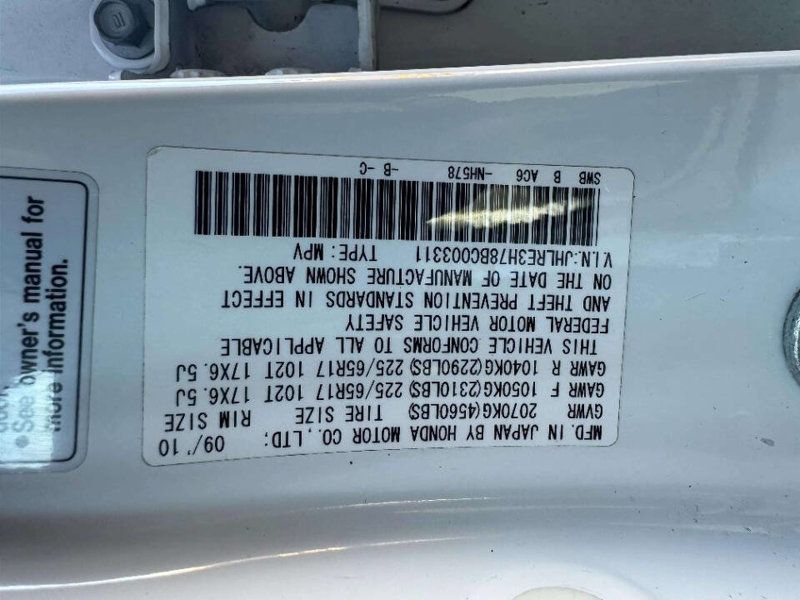 MFD. IN JAPAN BY HONDA MOTOR CO., LTD: 09/'10
GVWR 2070KG(4560LBS) TIRE SIZE RIM SIZE
GAWR F 1050KG(2310LBS) 225/65R17 102T 17X6.5J
GAWR R 1040KG(2290LBS) 225/65R17 102T 17X6.5J
THIS VEHICLE CONFORMS TO ALL APPLICABLE
FEDERAL MOTOR VEHICLE SAFETY
AND THEFT PREVENTION STANDARDS IN EFFECT
ON THE DATE OF MANUFACTURE SHOWN ABOVE.
V.I.N:JHLRE3H78BC003311 TYPE: MPV
SWB B AC6 -NH578 -B -C
•See owner's manual for
more information.